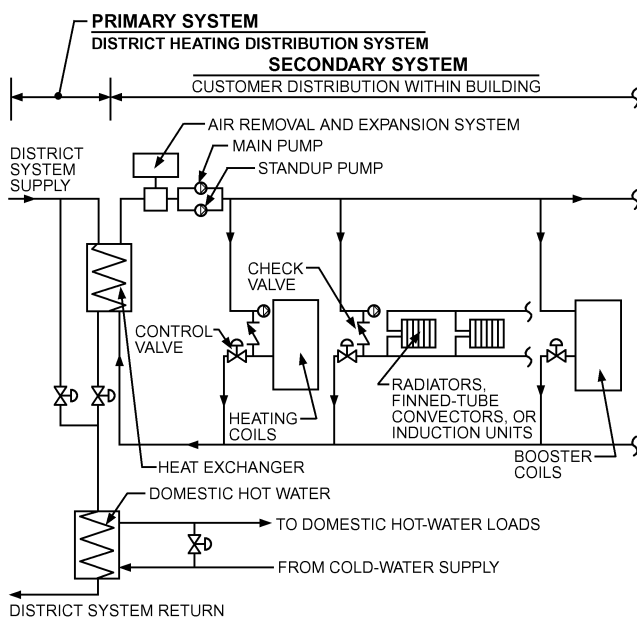 PRIMARY SYSTEM
DISTRICT HEATING DISTRIBUTION SYSTEM
SECONDARY SYSTEM
CUSTOMER DISTRIBUTION WITHIN BUILDING
AIR REMOVAL AND EXPANSION SYSTEM
MAIN PUMP
STANDUP PUMP
DISTRICT
SYSTEM
SUPPLY
CHECK
VALVE
CONTROL
VALVE
HEATING
COILS
RADIATORS,
FINNED-TUBE
CONVECTORS, OR
INDUCTION UNITS
BOOSTER
COILS
HEAT EXCHANGER
DOMESTIC HOT WATER
TO DOMESTIC HOT-WATER LOADS
FROM COLD-WATER SUPPLY
DISTRICT SYSTEM RETURN